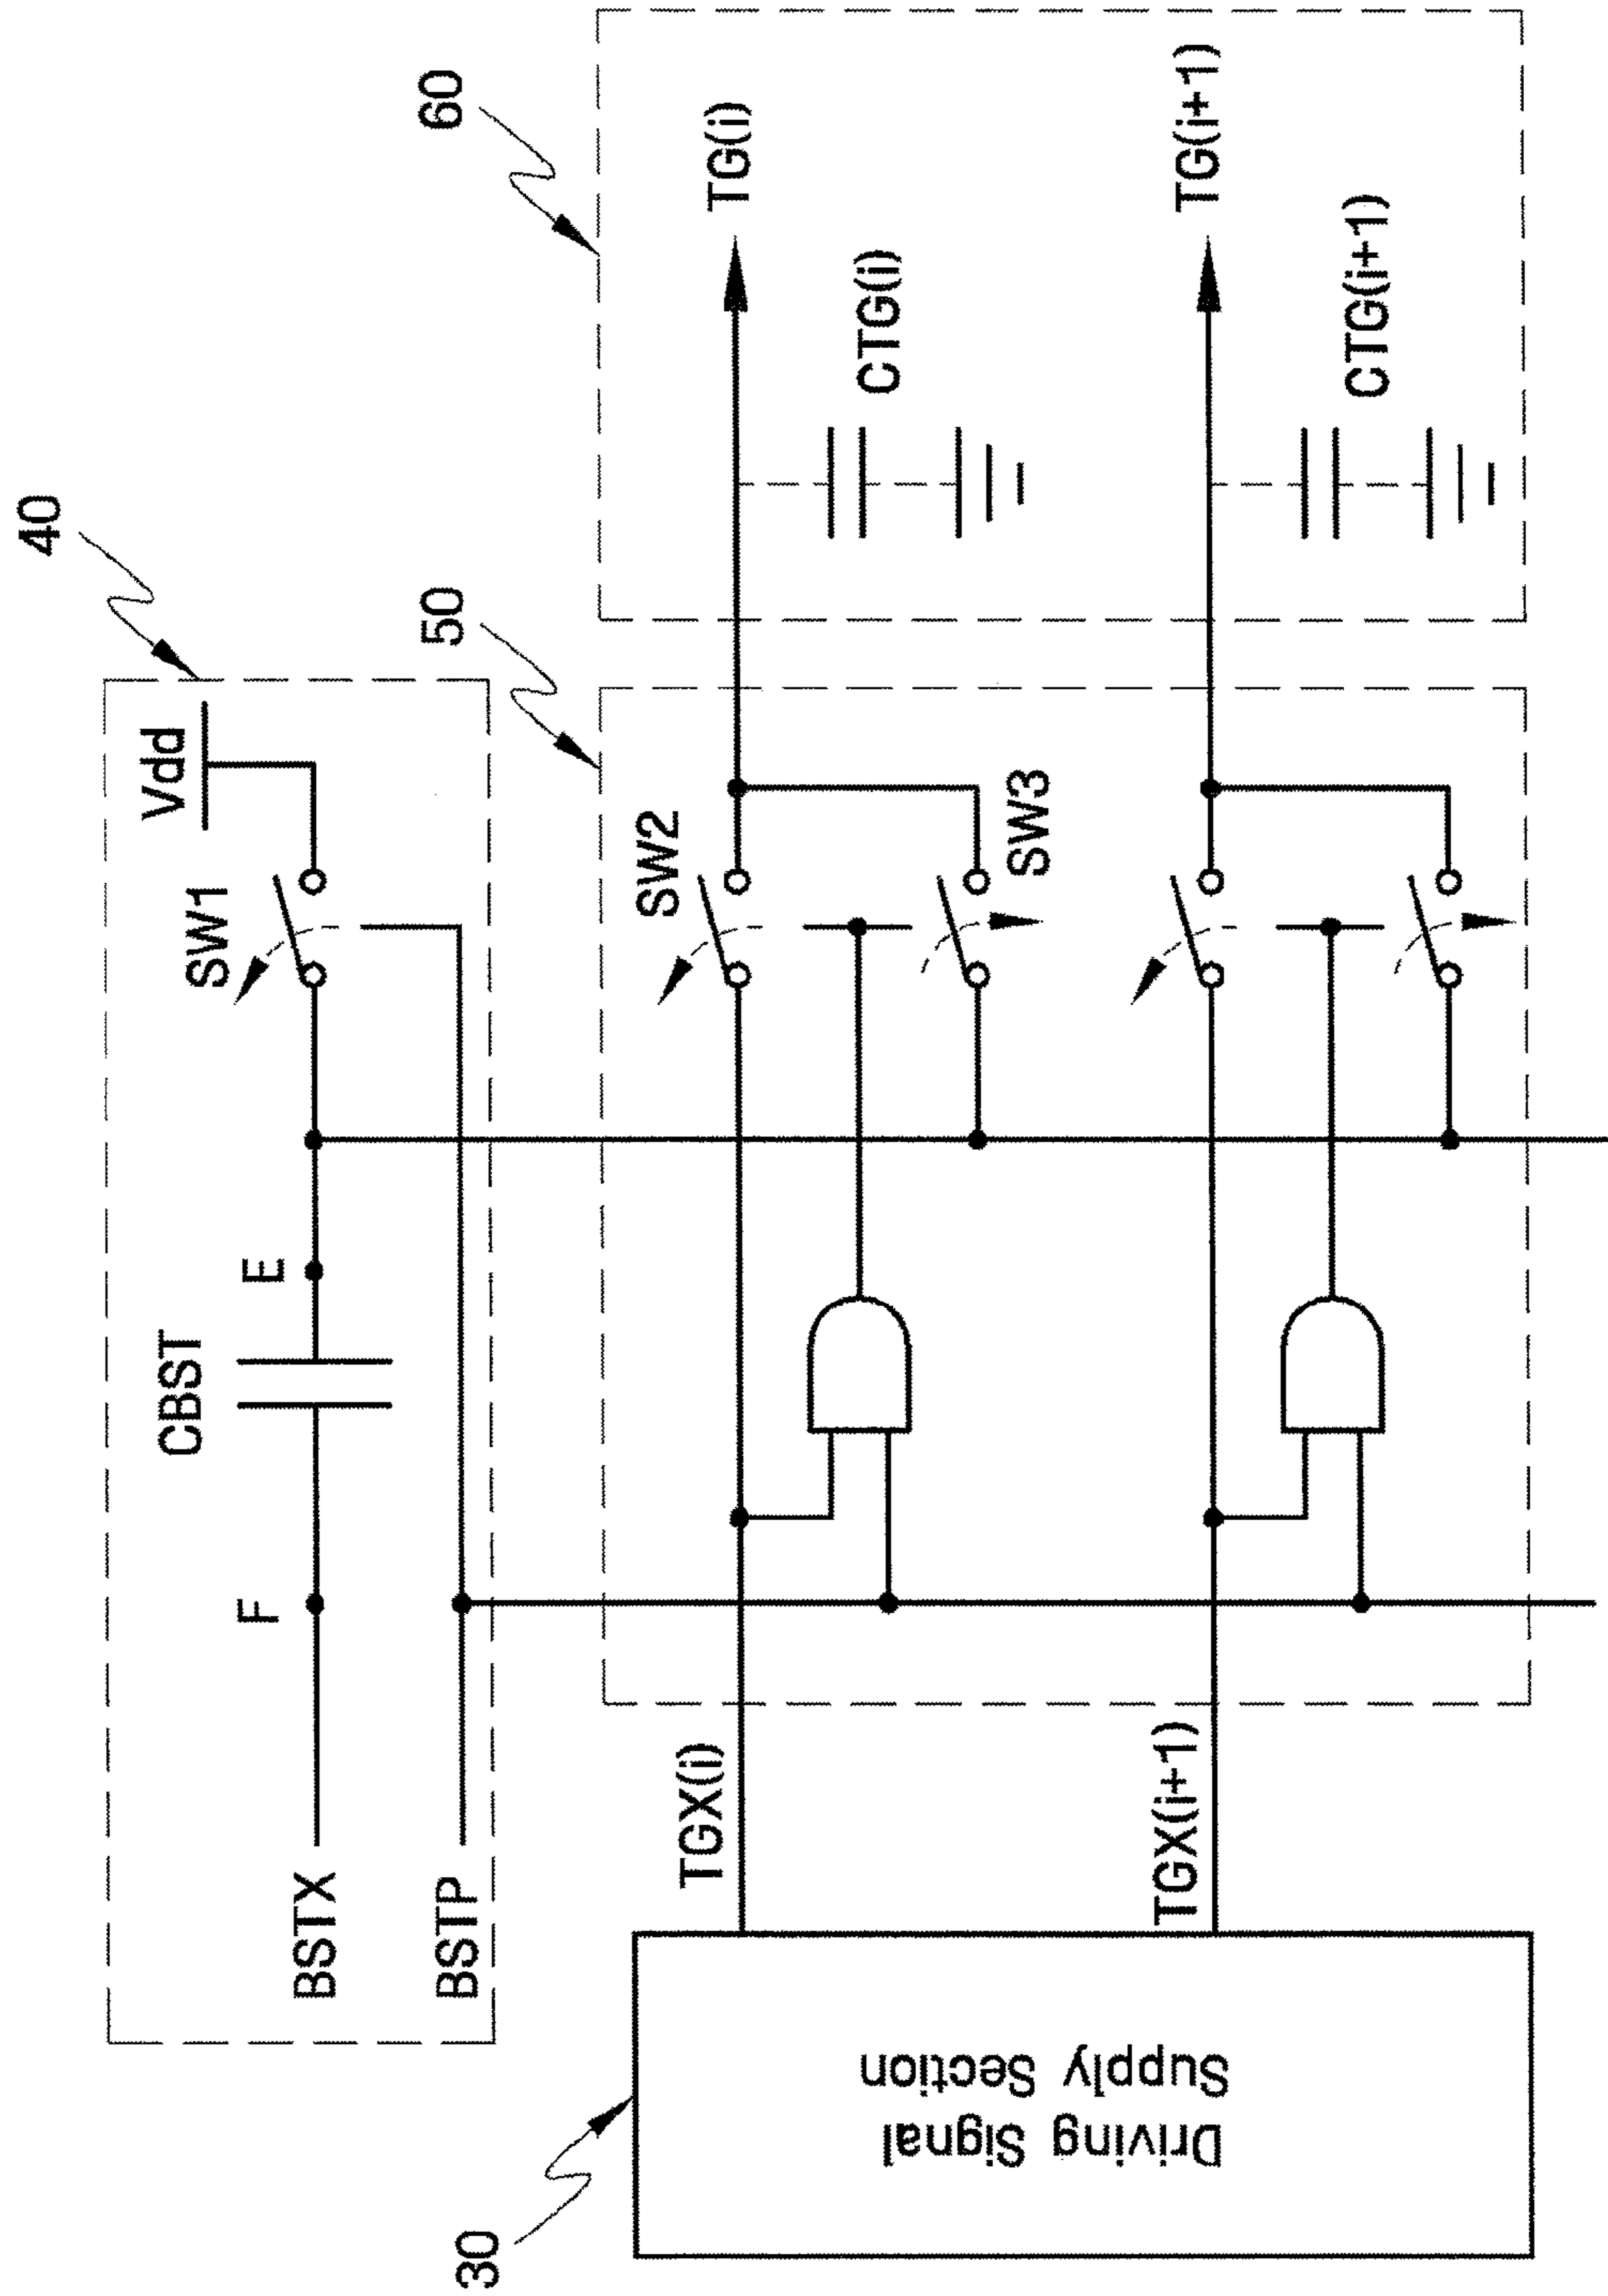 40
BSTX
F
CBST
E
SW1
Vdd
BSTP
50
60
30
Driving Signal
Supply Section
TGX(i)
SW2
TG(i)
SW3
CTG(i)
TGX(i+1)
TG(i+1)
CTG(i+1)